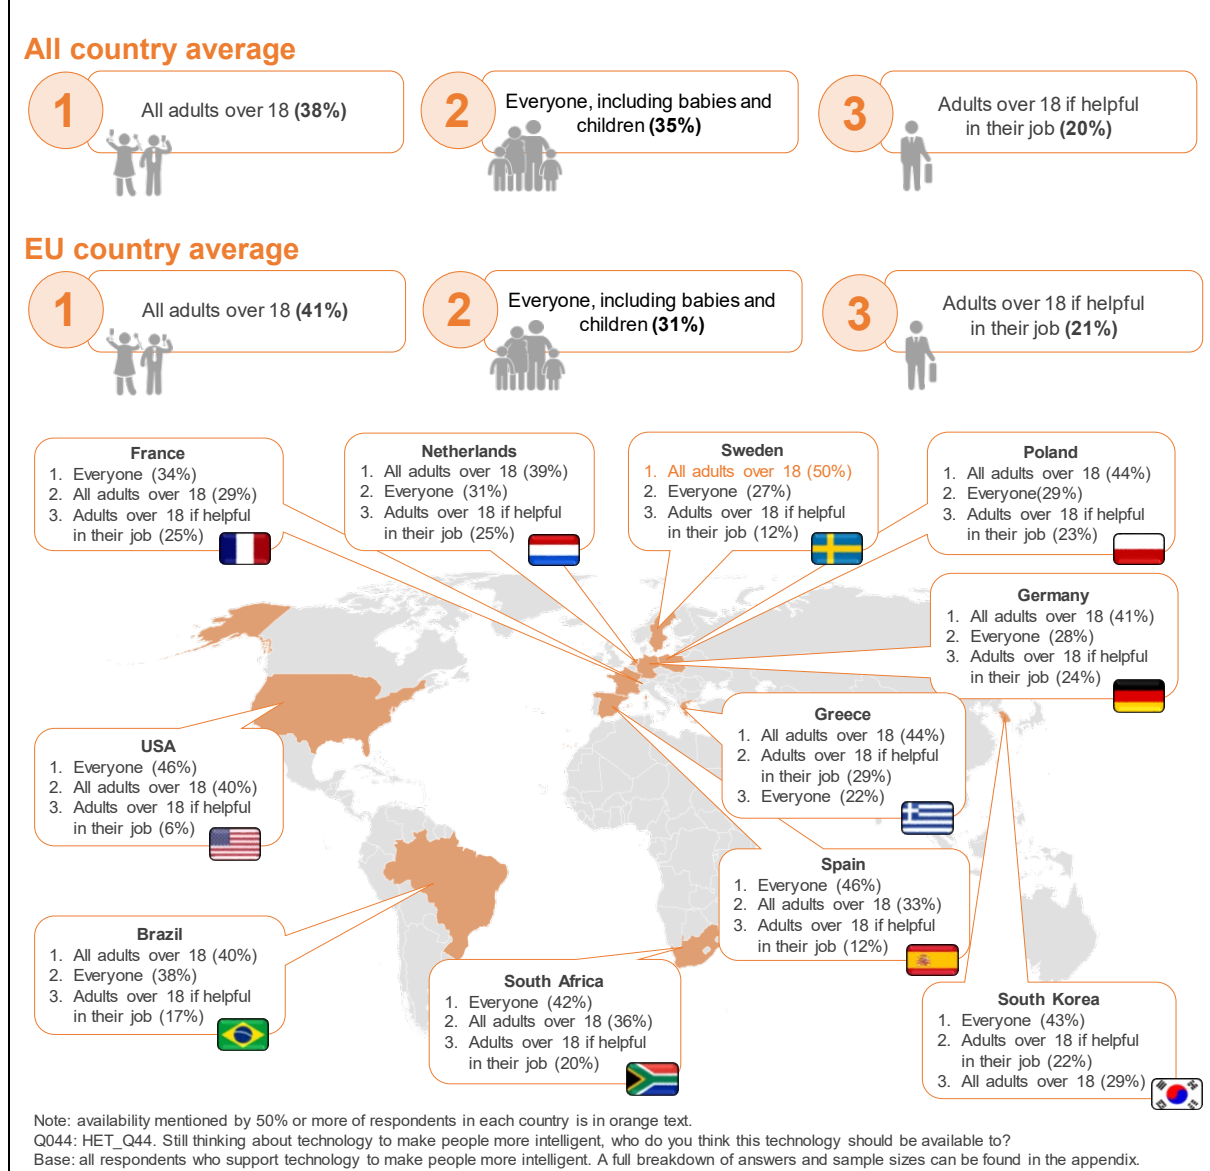 All country average
1
All adults over 18 (38%)
2
Everyone, including babies and
children (35%)
3
Adults over 18 if helpful
in their job (20%)
EU country average
1
All adults over 18 (41%)
2
Everyone, including babies and
children (31%)
3
Adults over 18 if helpful
in their job (21%)
France
1. Everyone (34%)
2. All adults over 18 (29%)
3. Adults over 18 if helpful
in their job (25%)
Netherlands
1. All adults over 18 (39%)
2. Everyone (31%)
3. Adults over 18 if helpful
in their job (25%)
Sweden
1. All adults over 18 (50%)
2. Everyone (27%)
3. Adults over 18 if helpful
in their job (12%)
Poland
1. All adults over 18 (44%)
2. Everyone(29%)
3. Adults over 18 if helpful
in their job (23%)
Germany
1. All adults over 18 (41%)
2. Everyone (28%)
3. Adults over 18 if helpful
in their job (24%)
Greece
1. All adults over 18 (44%)
2. Adults over 18 if helpful
in their job (29%)
3. Everyone (22%)
USA
1. Everyone (46%)
2. All adults over 18 (40%)
3. Adults over 18 if helpful
in their job (6%)
Spain
1. Everyone (46%)
2. All adults over 18 (33%)
3. Adults over 18 if helpful
in their job (12%)
Brazil
1. All adults over 18 (40%)
2. Everyone (38%)
3. Adults over 18 if helpful
in their job (17%)
South Africa
1. Everyone (42%)
2. All adults over 18 (36%)
3. Adults over 18 if helpful
in their job (20%)
South Korea
1. Everyone (43%)
2. Adults over 18 if helpful
in their job (22%)
3. All adults over 18 (29%)
Note: availability mentioned by 50% or more of respondents in each country is in orange text.
Q044: HET_Q44. Still thinking about technology to make people more intelligent, who do you think this technology should be available to?
Base: all respondents who support technology to make people more intelligent. A full breakdown of answers and sample sizes can be found in the appendix.